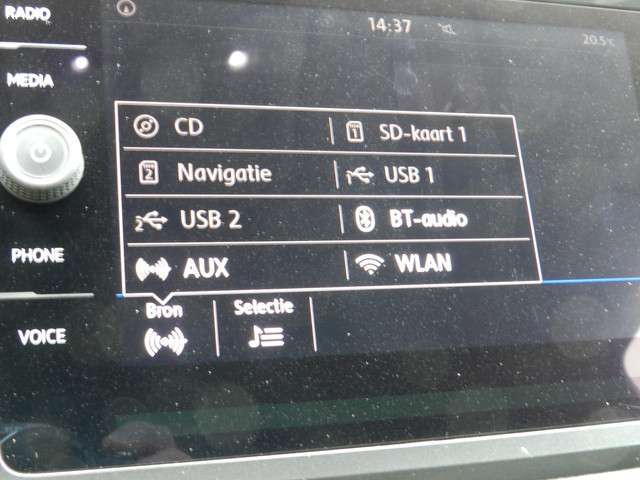 RADIO
14:37
20.5°C
MEDIA
CD
SD-kaart 1
Navigatie
USB 1
USB 2
BT-audio
AUX
WLAN
PHONE
Bron
Selectie
VOICE